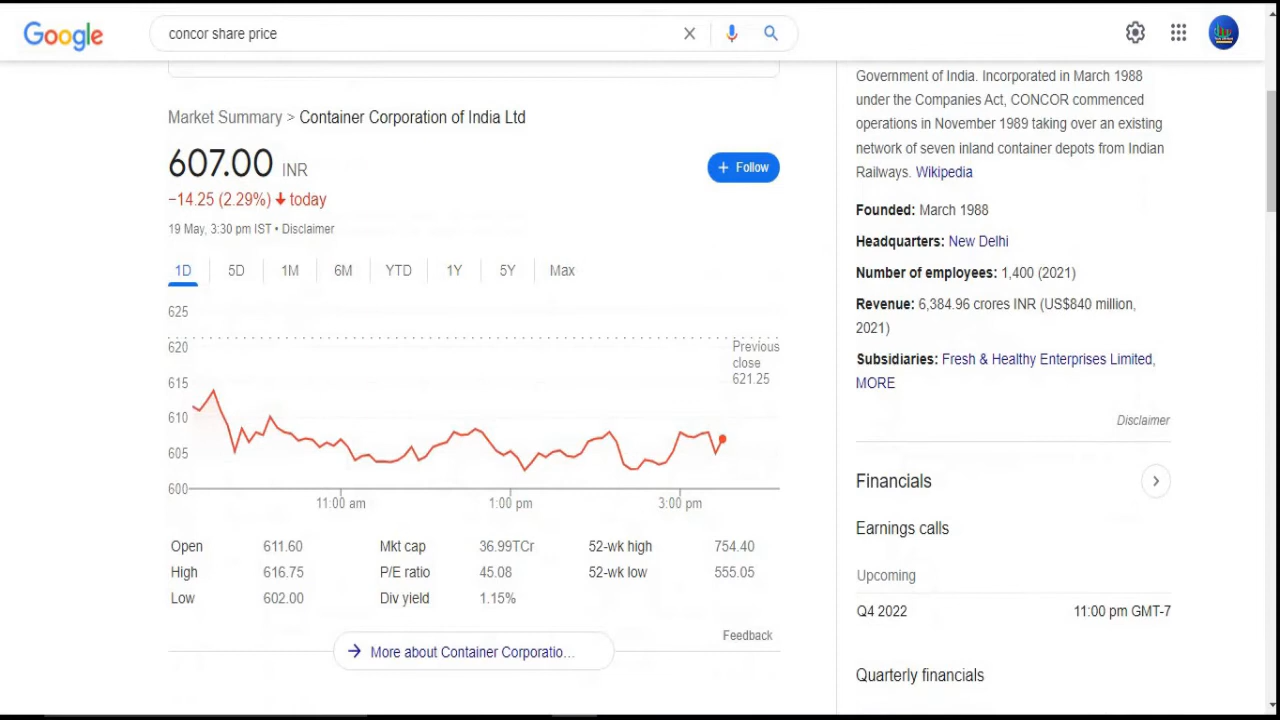 Google
concor share price
Market Summary > Container Corporation of India Ltd
607.00 INR
+ Follow
−14.25 (2.29%) ↓ today
19 May, 3:30 pm IST • Disclaimer
1D 5D 1M 6M YTD 1Y 5Y Max
625
620
615
610
605
600
Previous
close
621.25
11:00 am 1:00 pm 3:00 pm
Open 611.60 Mkt cap 36.99TCr 52-wk high 754.40
High 616.75 P/E ratio 45.08 52-wk low 555.05
Low 602.00 Div yield 1.15%
Feedback
→ More about Container Corporatio...
Government of India. Incorporated in March 1988
under the Companies Act, CONCOR commenced
operations in November 1989 taking over an existing
network of seven inland container depots from Indian
Railways. Wikipedia
Founded: March 1988
Headquarters: New Delhi
Number of employees: 1,400 (2021)
Revenue: 6,384.96 crores INR (US$840 million,
2021)
Subsidiaries: Fresh & Healthy Enterprises Limited,
MORE
Disclaimer
Financials
Earnings calls
Upcoming
Q4 2022 11:00 pm GMT-7
Quarterly financials